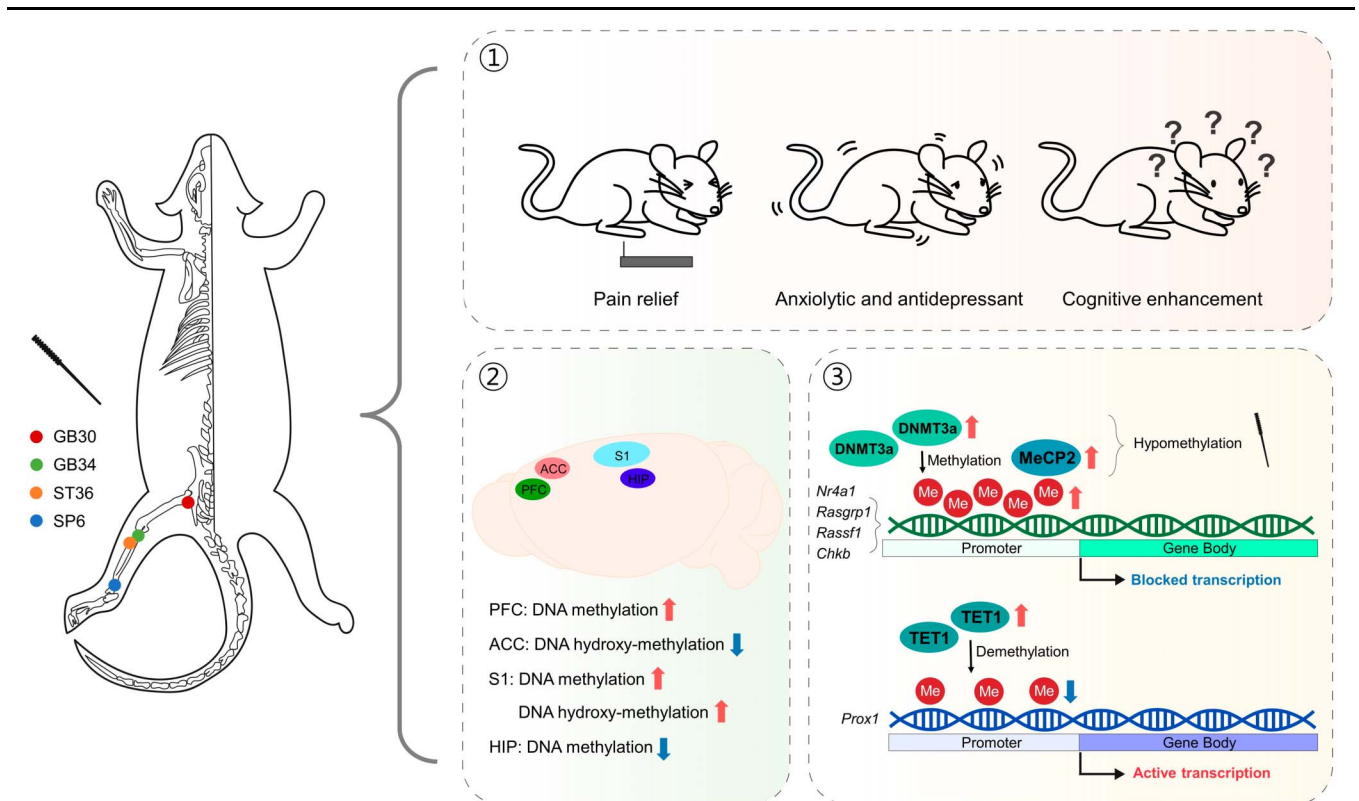 GB30
GB34
ST36
SP6
①
? ? ? ? ?
Pain relief
Anxiolytic and antidepressant
Cognitive enhancement
②
S1
ACC
HIP
PFC
PFC: DNA methylation
ACC: DNA hydroxy-methylation
S1: DNA methylation
DNA hydroxy-methylation
HIP: DNA methylation
③
DNMT3a
DNMT3a
Methylation
MeCP2
Hypomethylation
Nr4a1
Rasgrp1
Rassf1
Chkb
Me Me Me Me Me
Promoter
Gene Body
Blocked transcription
TET1
TET1
Demethylation
Me Me Me
Prox1
Promoter
Gene Body
Active transcription